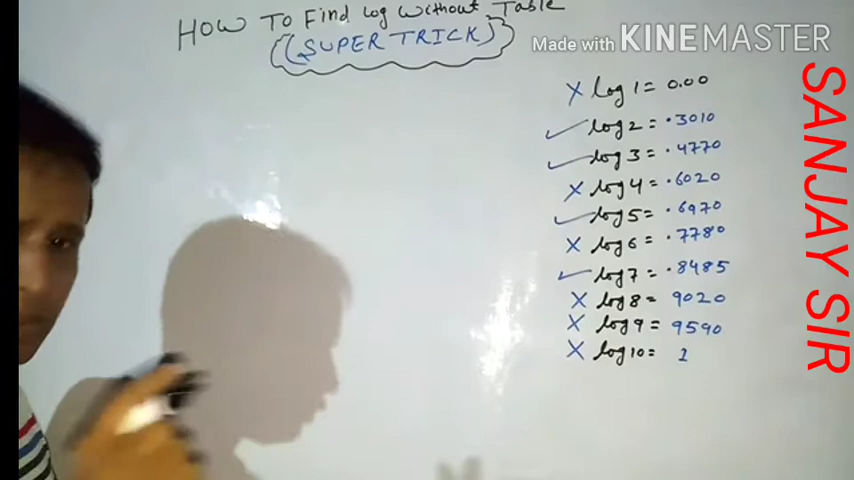 How To Find Log Without Table
(SUPER TRICK)
Made with KINEMASTER
X log 1 = 0.00
✓ log 2 = .3010
✓ log 3 = .4770
X log 4 = .6020
✓ log 5 = .6970
X log 6 = .7780
✓ log 7 = .8485
X log 8 = 9020
X log 9 = 9590
X log 10 = 1
SANJAY SIR